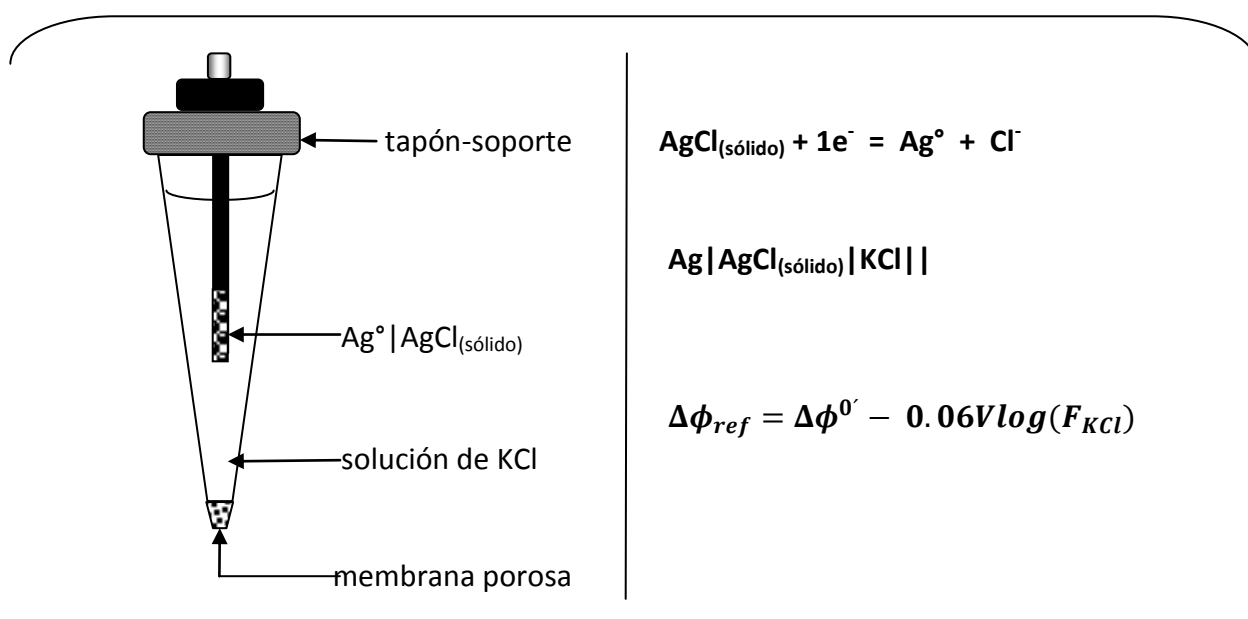 tapón-soporte
Ag°|AgCl(sólido)
solución de KCl
membrana porosa
AgCl(sólido) + 1e⁻ = Ag° + Cl⁻
Ag|AgCl(sólido)|KCl||
Δϕref = Δϕ⁰´ − 0.06Vlog(FKCl)